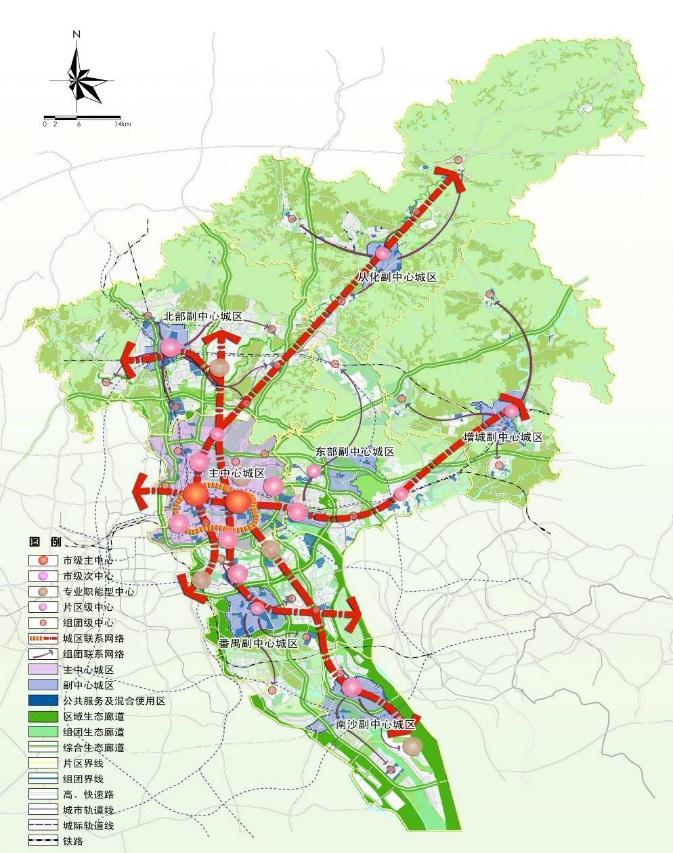 N
0 2 6 14km
从化副中心城区
北部副中心城区
增城副中心城区
东部副中心城区
主中心城区
番禺副中心城区
南沙副中心城区
图 例
市级主中心
市级次中心
专业职能型中心
片区级中心
组团级中心
城区联系网络
组团联系网络
主中心城区
副中心城区
公共服务及混合使用区
区域生态廊道
组团生态廊道
综合生态廊道
片区界线
组团界线
高、快速路
城市轨道线
城际轨道线
铁路